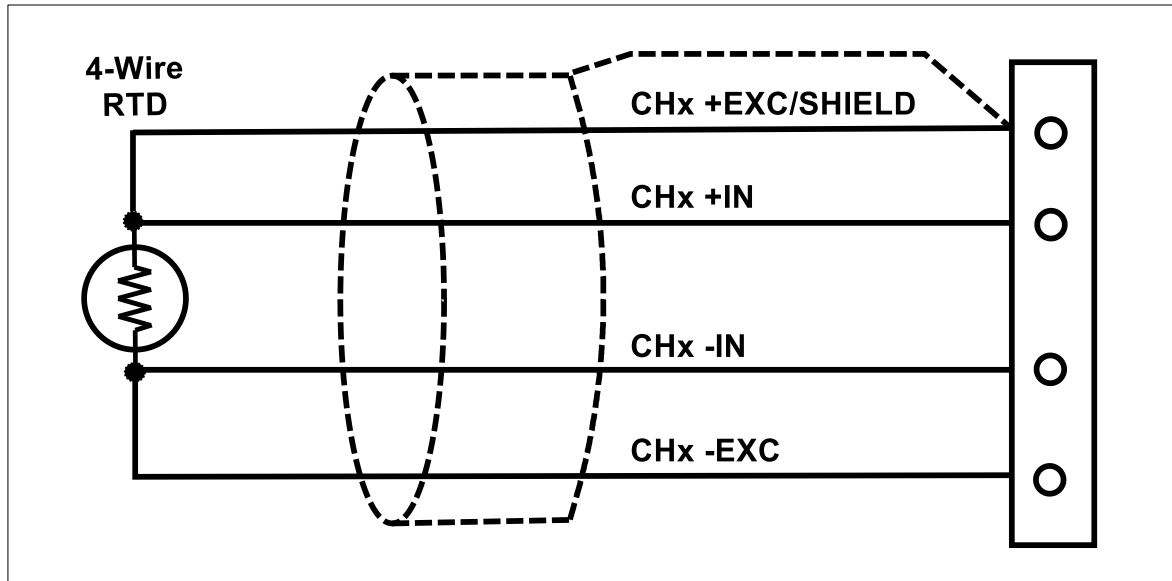 4-Wire
RTD
CHx +EXC/SHIELD
CHx +IN
CHx -IN
CHx -EXC